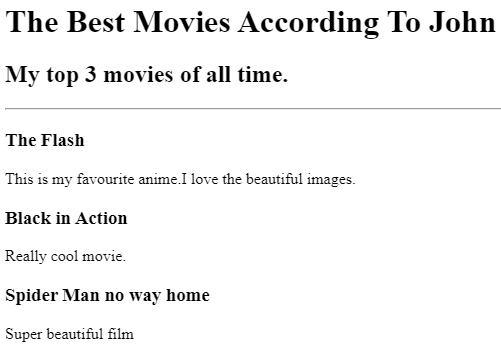 The Best Movies According To John
My top 3 movies of all time.
The Flash
This is my favourite anime.I love the beautiful images.
Black in Action
Really cool movie.
Spider Man no way home
Super beautiful film